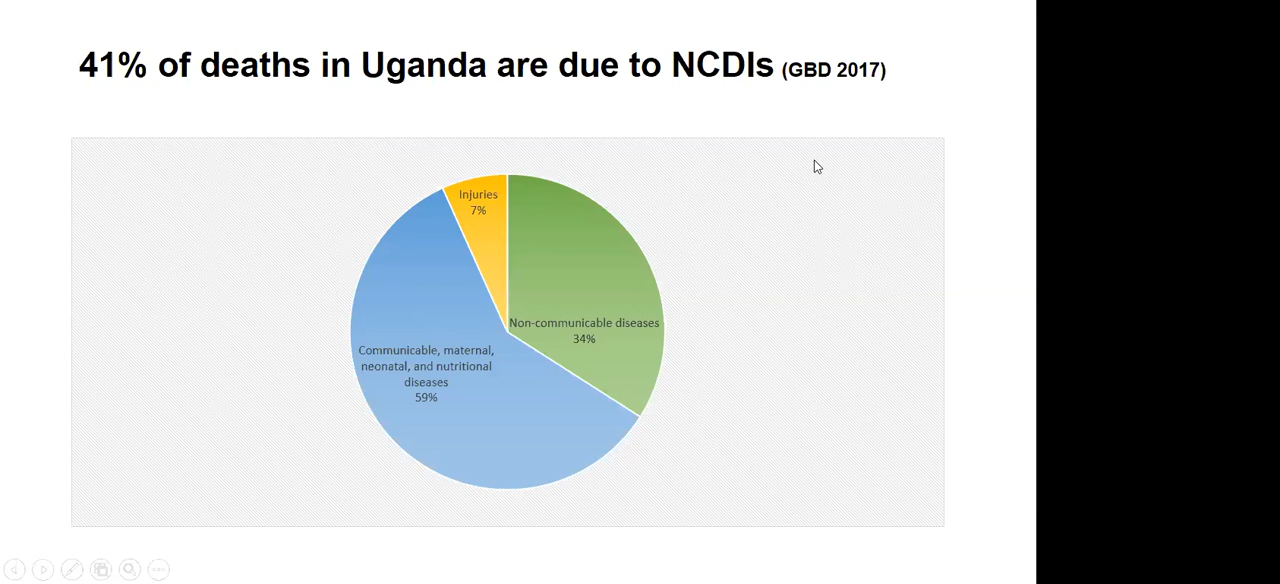 41% of deaths in Uganda are due to NCDIs (GBD 2017)
Injuries
7%
Non-communicable diseases
34%
Communicable, maternal,
neonatal, and nutritional
diseases
59%